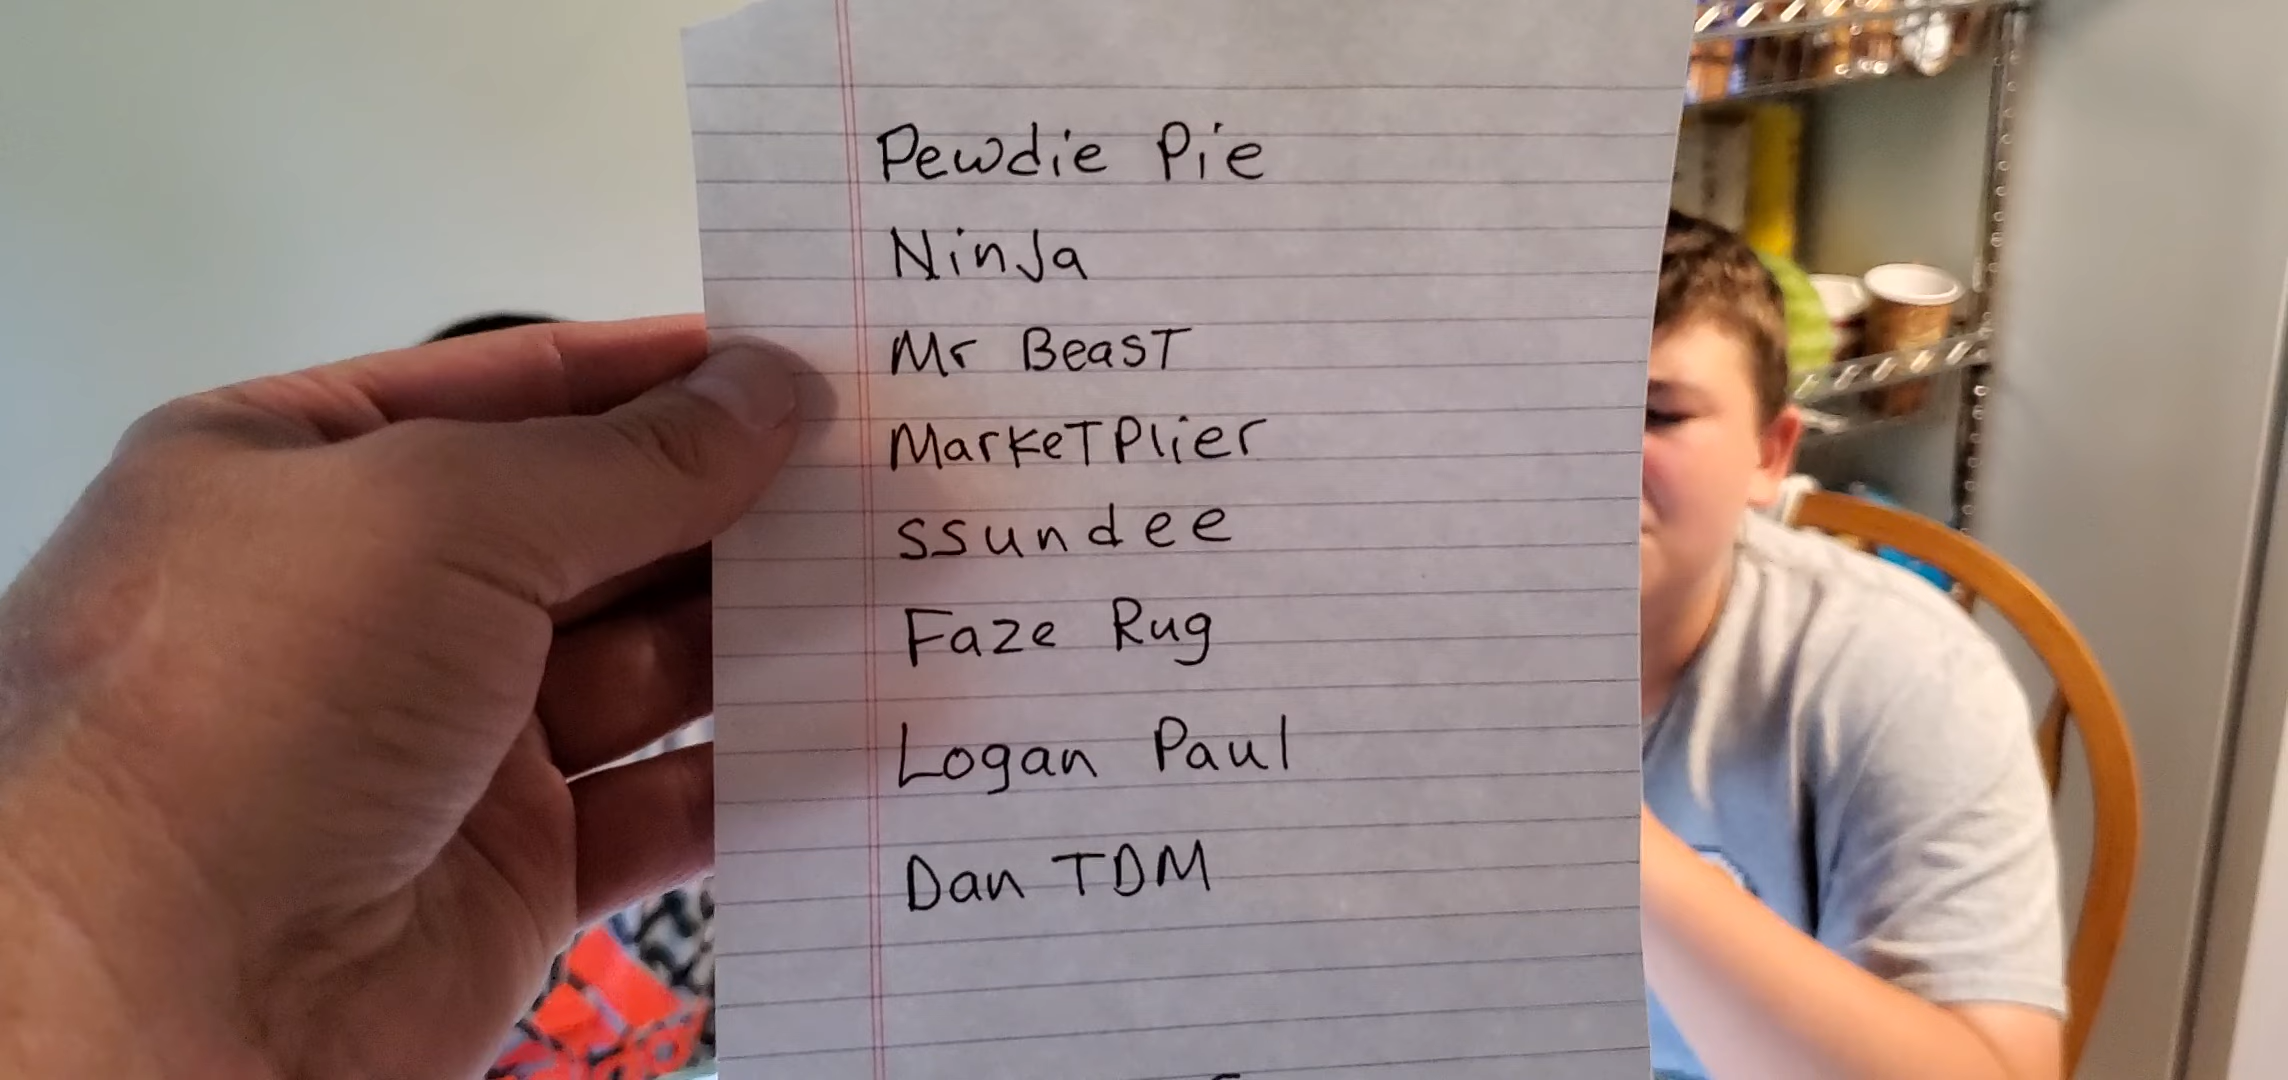 Pewdie Pie
Ninja
Mr Beast
MarkeTPlier
ssundee
Faze Rug
Logan Paul
Dan TDM